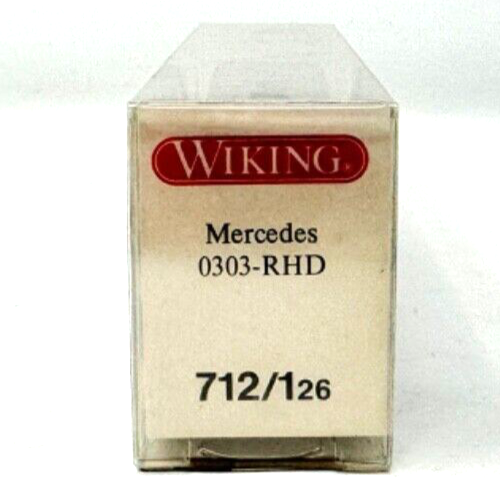 WIKING
Mercedes
0303-RHD
712/126